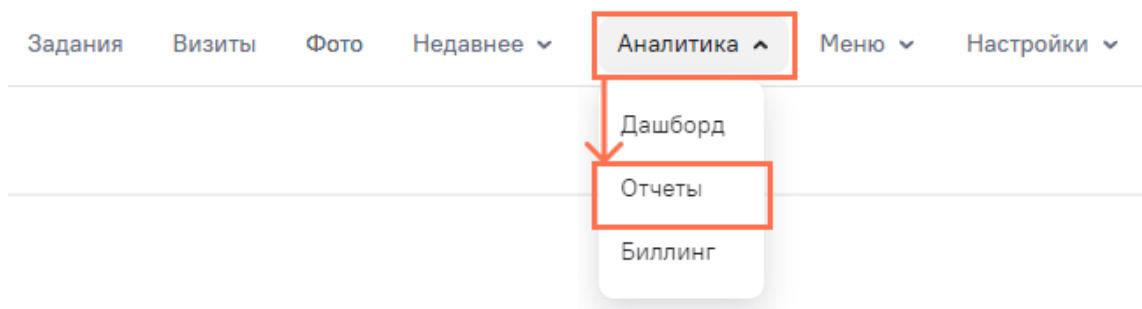 Задания Визиты Фото Недавнее Аналитика Меню Настройки
Дашборд
Отчеты
Биллинг